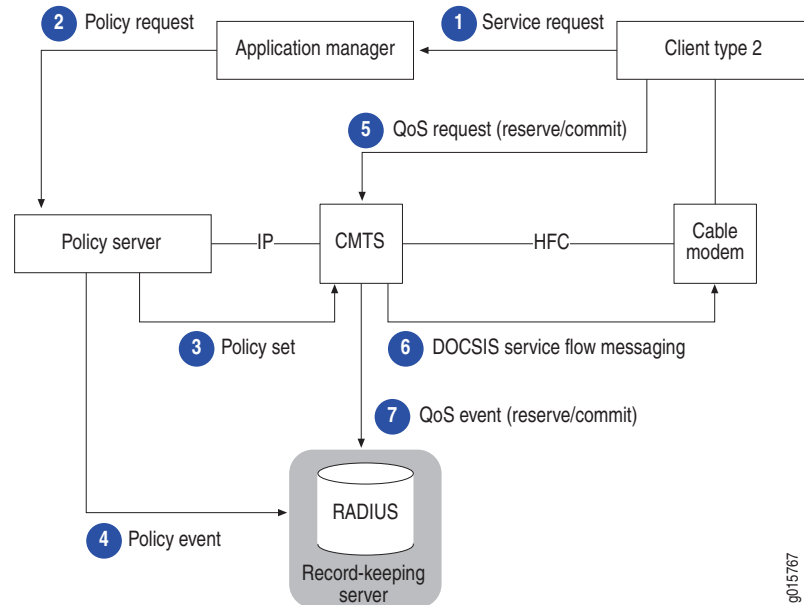 2 Policy request
1 Service request
Application manager
Client type 2
5 QoS request (reserve/commit)
Policy server
IP
CMTS
HFC
Cable
modem
3 Policy set
6 DOCSIS service flow messaging
7 QoS event (reserve/commit)
RADIUS
4 Policy event
Record-keeping
server
g015767